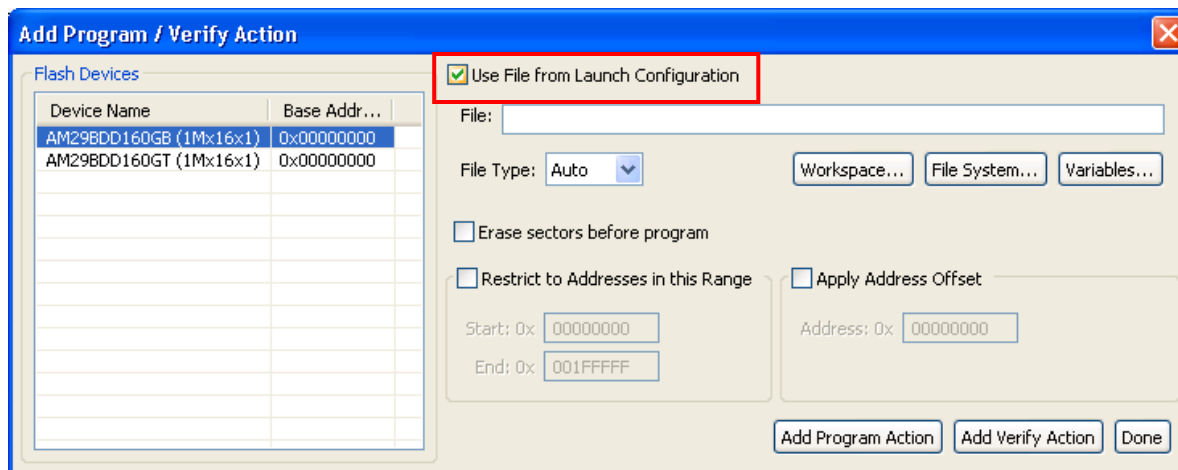 Add Program / Verify Action
Flash Devices
Device Name Base Addr...
AM29BDD160GB (1Mx16x1) 0x00000000
AM29BDD160GT (1Mx16x1) 0x00000000
Use File from Launch Configuration
File:
File Type: Auto
Workspace... File System... Variables...
Erase sectors before program
Restrict to Addresses in this Range
Start: 0x 00000000
End: 0x 001FFFFF
Apply Address Offset
Address: 0x 00000000
Add Program Action Add Verify Action Done